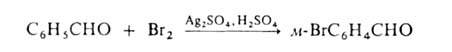 C₆H₅CHO + Br₂ —Ag₂SO₄, H₂SO₄→ м-BrC₆H₄CHO